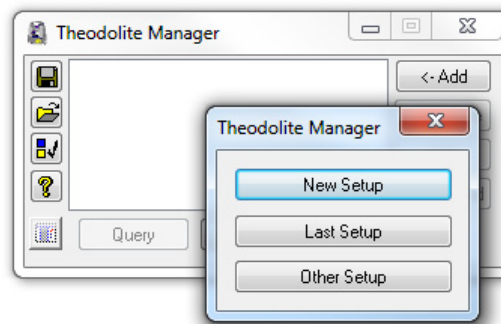 Theodolite Manager
<- Add
Theodolite Manager
New Setup
Last Setup
Other Setup
Query